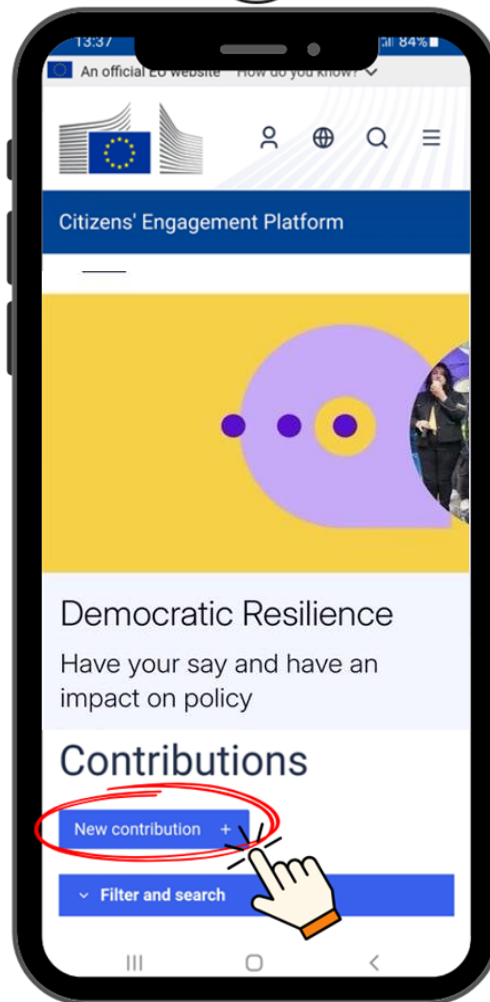 13:37 84%
An official EU website How do you know?
Citizens' Engagement Platform
Democratic Resilience
Have your say and have an
impact on policy
Contributions
New contribution +
Filter and search